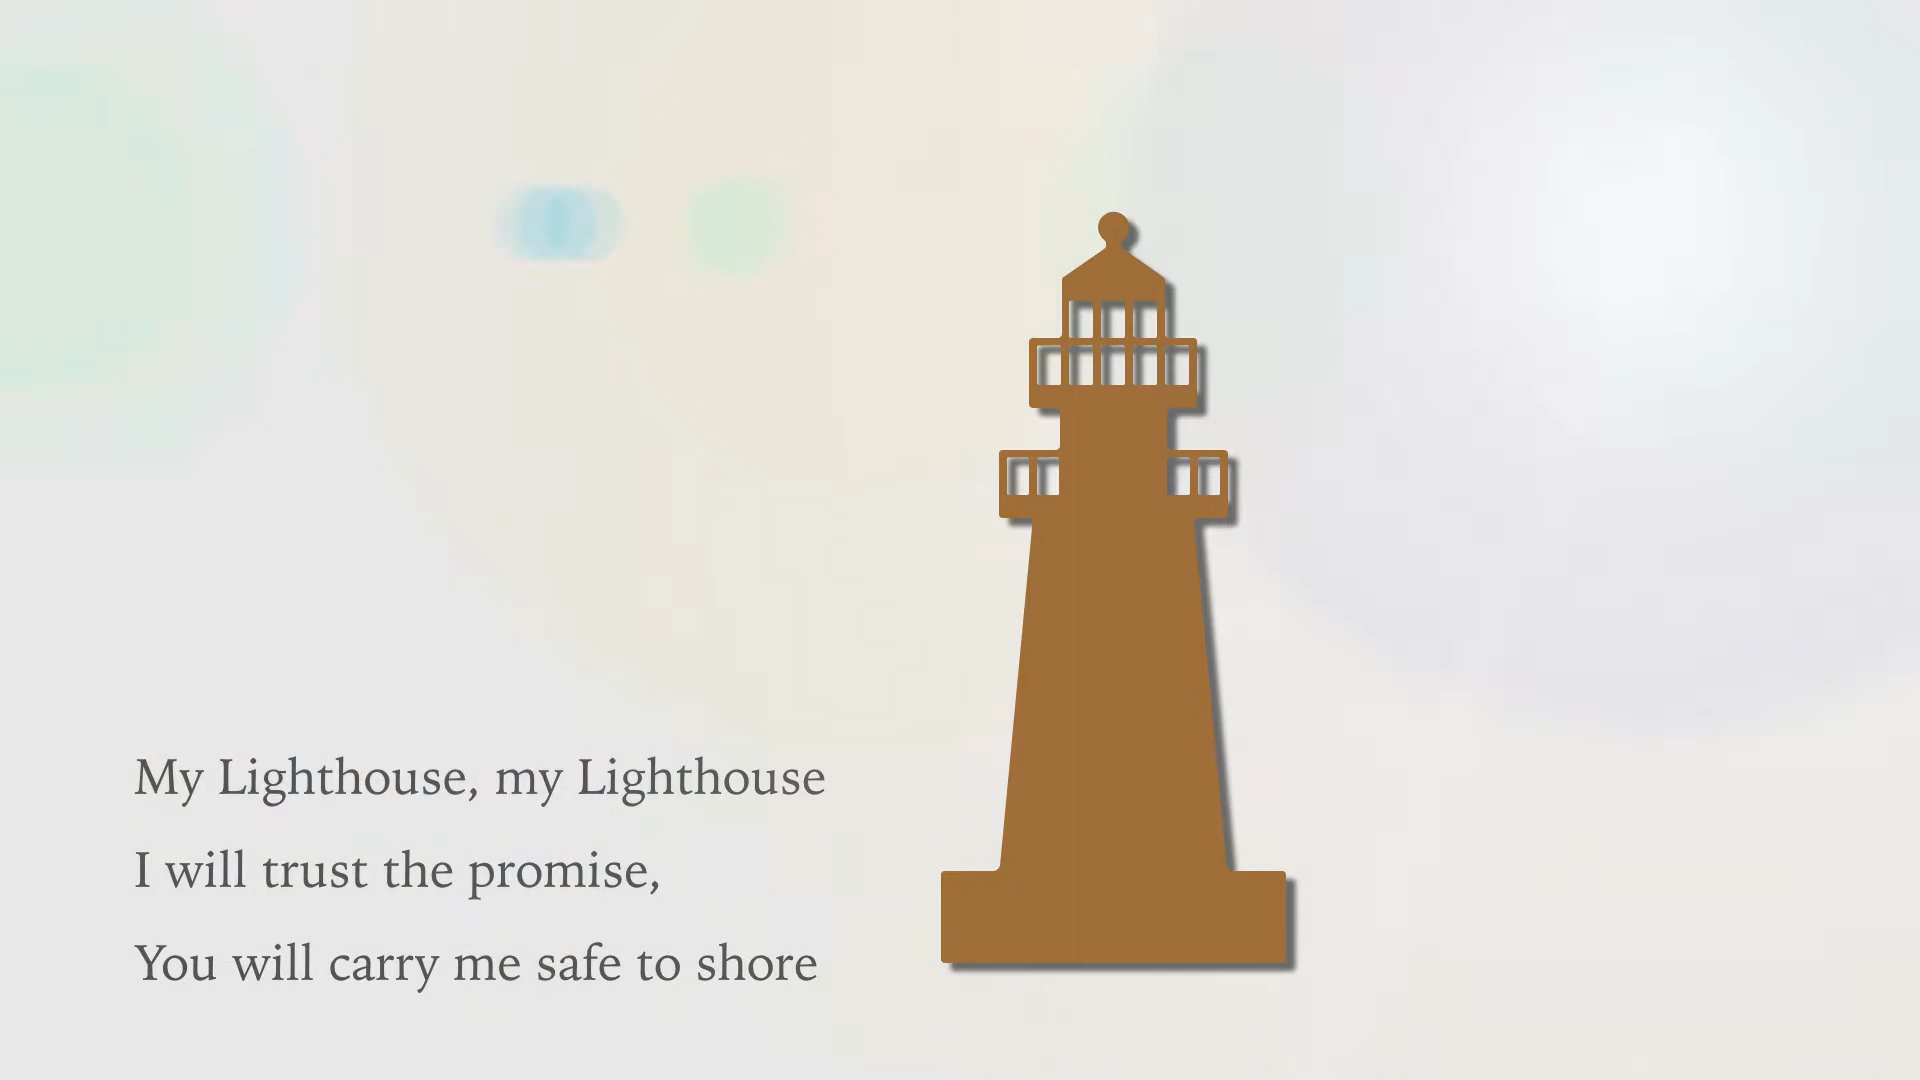 My Lighthouse, my Lighthouse
I will trust the promise,
You will carry me safe to shore